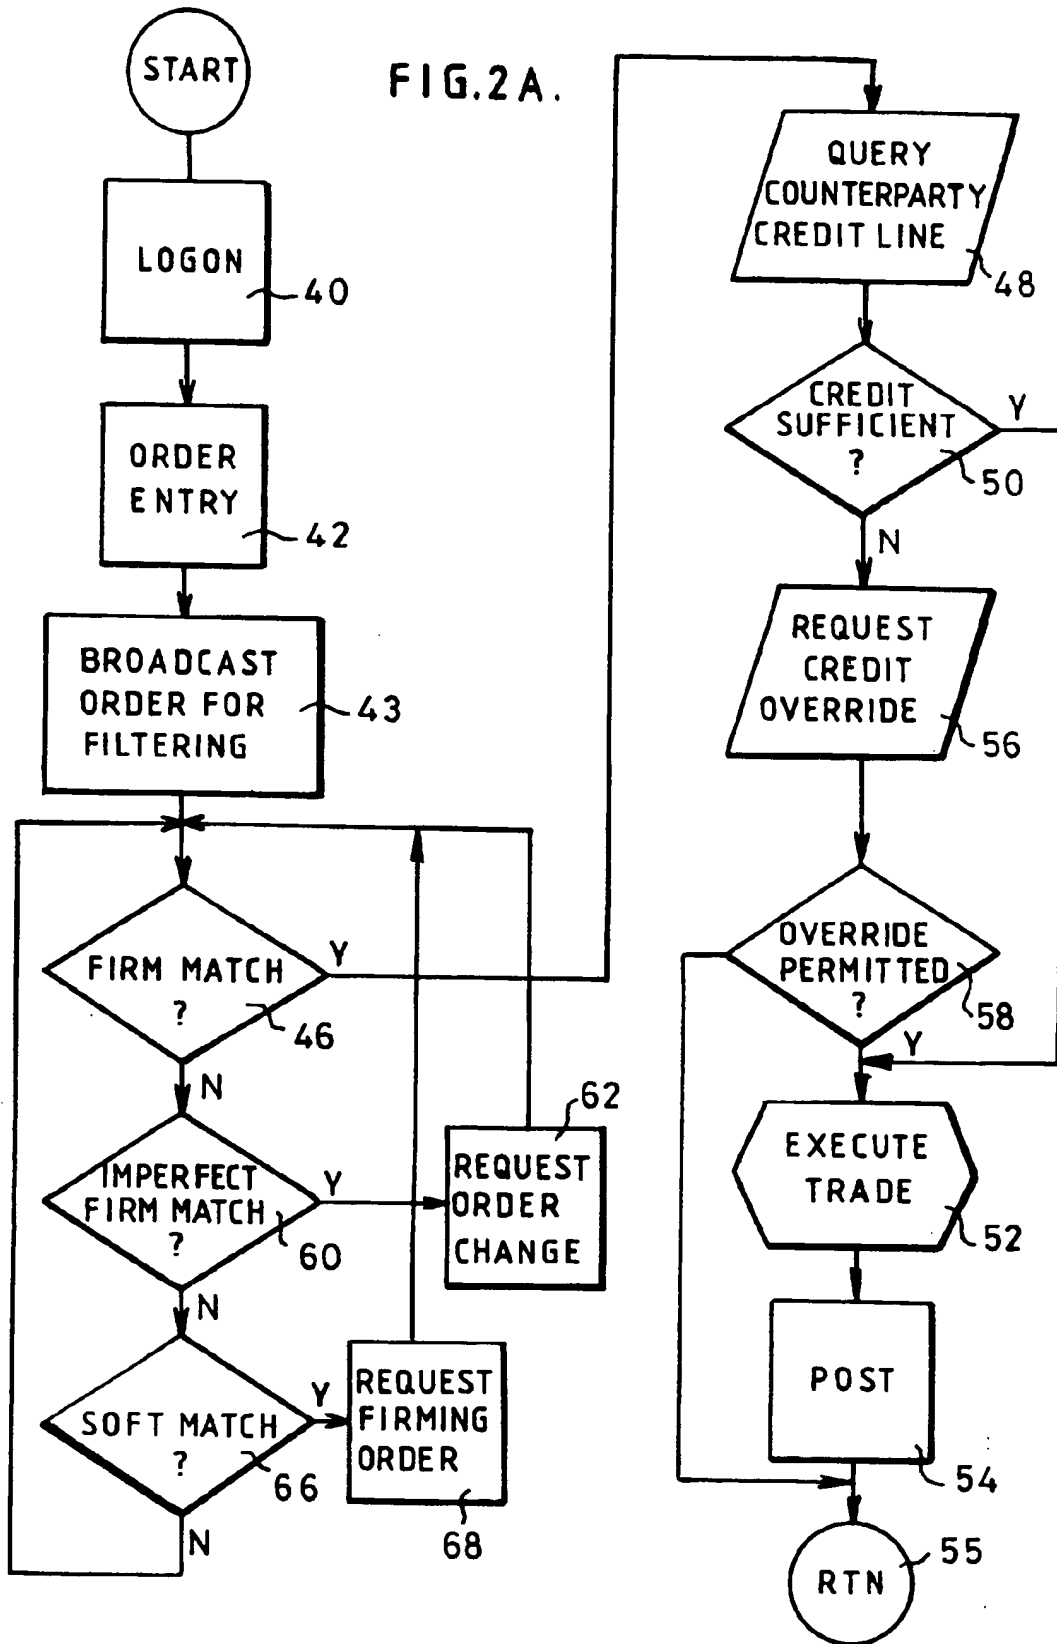 START
FIG.2A.
LOGON
40
ORDER
ENTRY
42
BROADCAST
ORDER FOR
FILTERING
43
FIRM MATCH
?
46
Y
N
IMPERFECT
FIRM MATCH
?
60
Y
N
62
REQUEST
ORDER
CHANGE
SOFT MATCH
?
66
Y
N
REQUEST
FIRMING
ORDER
68
QUERY
COUNTERPARTY
CREDIT LINE
48
CREDIT
SUFFICIENT
?
50
Y
N
REQUEST
CREDIT
OVERRIDE
56
OVERRIDE
PERMITTED
?
58
Y
EXECUTE
TRADE
52
POST
54
RTN
55